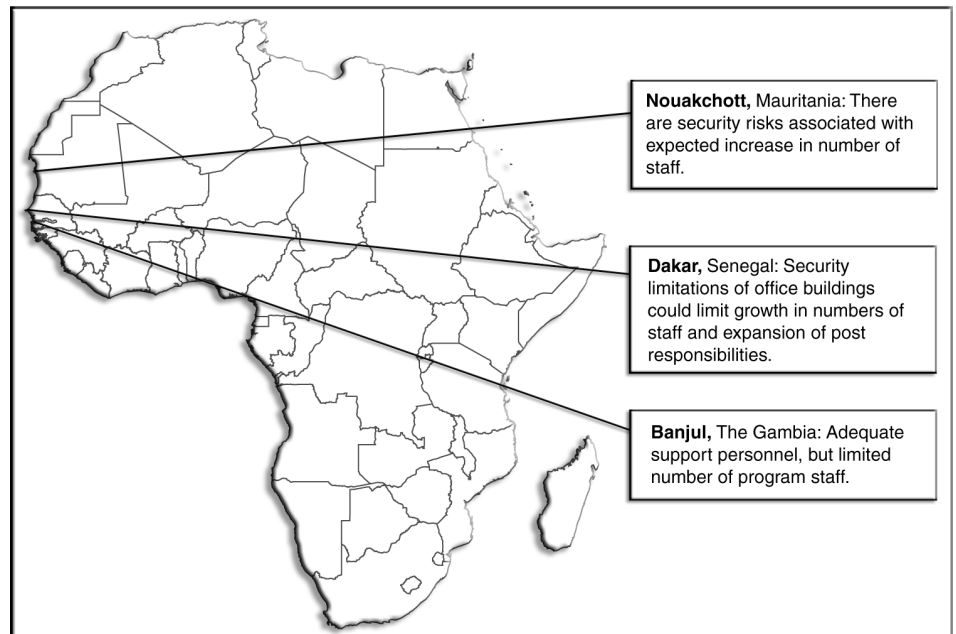 Nouakchott, Mauritania: There
are security risks associated with
expected increase in number of
staff.
Dakar, Senegal: Security
limitations of office buildings
could limit growth in numbers of
staff and expansion of post
responsibilities.
Banjul, The Gambia: Adequate
support personnel, but limited
number of program staff.